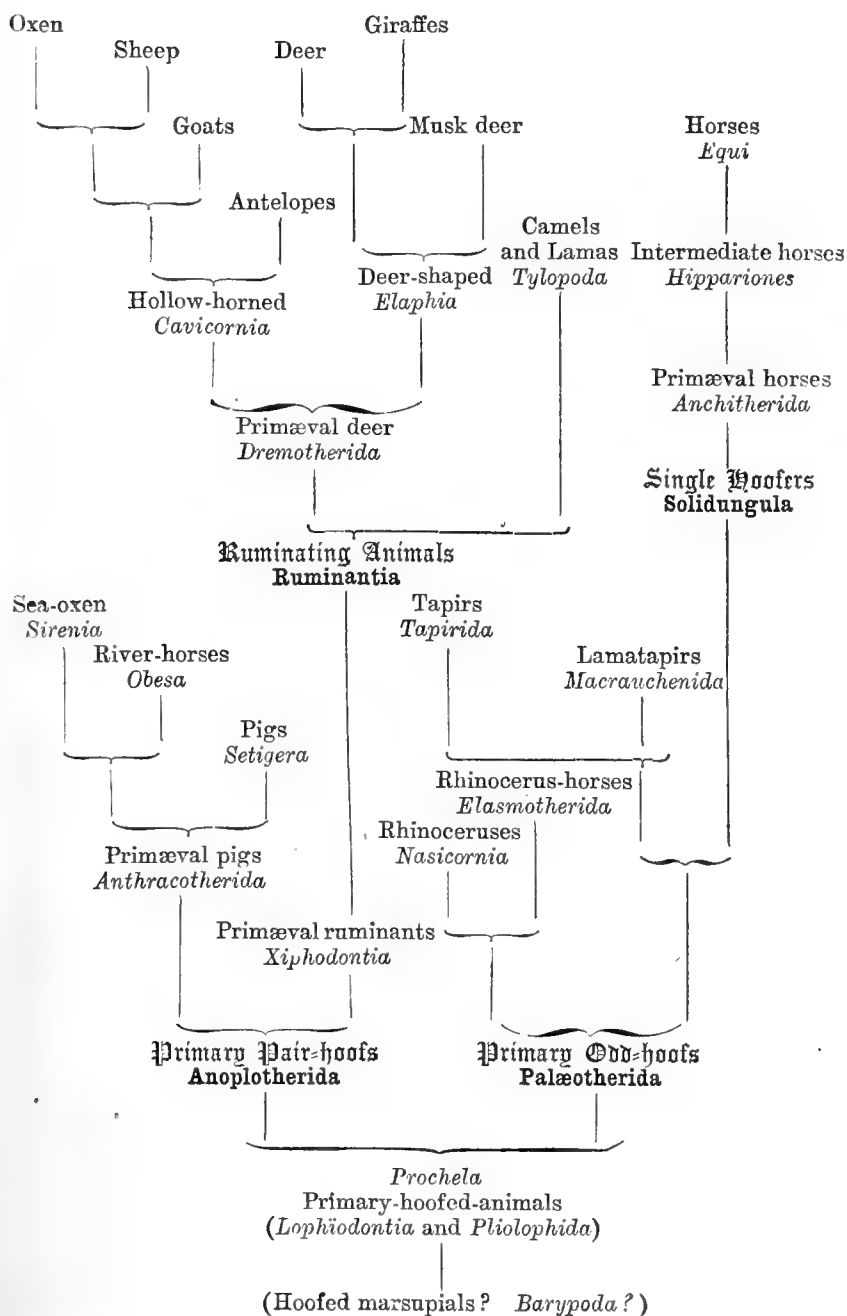 Oxen
Giraffes
Sheep
Deer
Goats
Musk deer
Horses
Equi
Antelopes
Camels
and Lamas
Tylopoda
Intermediate horses
Hippariones
Deer-shaped
Elaphia
Hollow-horned
Cavicornia
Primæval horses
Anchitherida
Primæval deer
Dremotherida
Single Hoofers
Solidungula
Ruminating Animals
Ruminantia
Sea-oxen
Sirenia
Tapirs
Tapirida
River-horses
Obesa
Lamatapirs
Macrauchenida
Pigs
Setigera
Rhinocerus-horses
Elasmotherida
Rhinoceruses
Nasicornia
Primæval pigs
Anthracotherida
Primæval ruminants
Xiphodontia
Primary Pair-hoofs
Anoplotherida
Primary Odd-hoofs
Palæotherida
Prochela
Primary-hoofed-animals
(Lophiodontia and Pliolophida)
(Hoofed marsupials? Barypoda?)